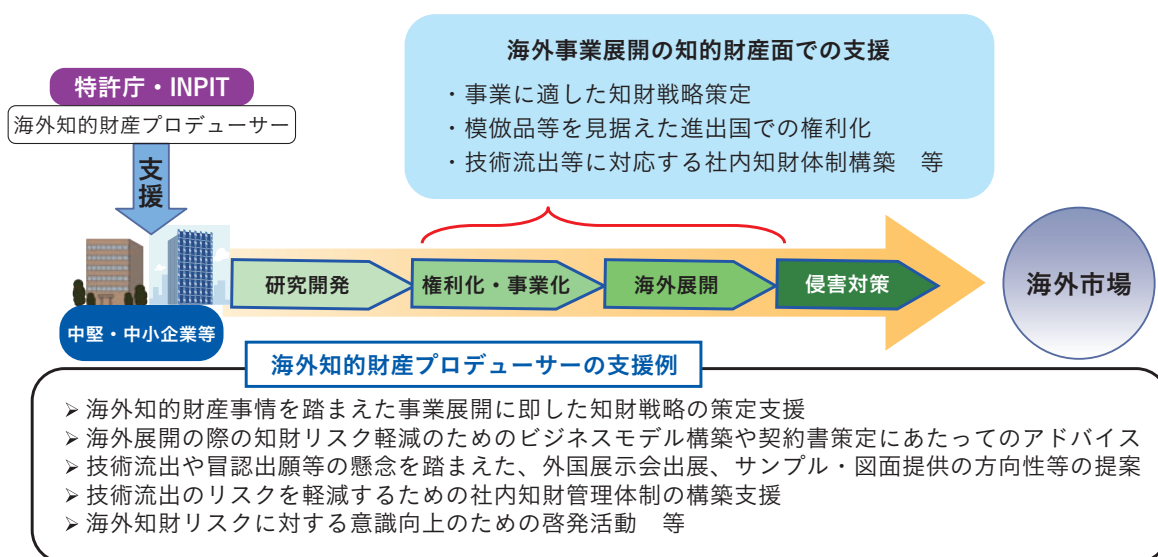 海外事業展開の知的財産面での支援
・事業に適した知財戦略策定
・模倣品等を見据えた進出国での権利化
・技術流出等に対応する社内知財体制構築　等
特許庁・INPIT
海外知的財産プロデューサー
支援
中堅・中小企業等
研究開発
権利化・事業化
海外展開
侵害対策
海外市場
海外知的財産プロデューサーの支援例
➢海外知的財産事情を踏まえた事業展開に即した知財戦略の策定支援
➢海外展開の際の知財リスク軽減のためのビジネスモデル構築や契約書策定にあたってのアドバイス
➢技術流出や冒認出願等の懸念を踏まえた、外国展示会出展、サンプル・図面提供の方向性等の提案
➢技術流出のリスクを軽減するための社内知財管理体制の構築支援
➢海外知財リスクに対する意識向上のための啓発活動　等